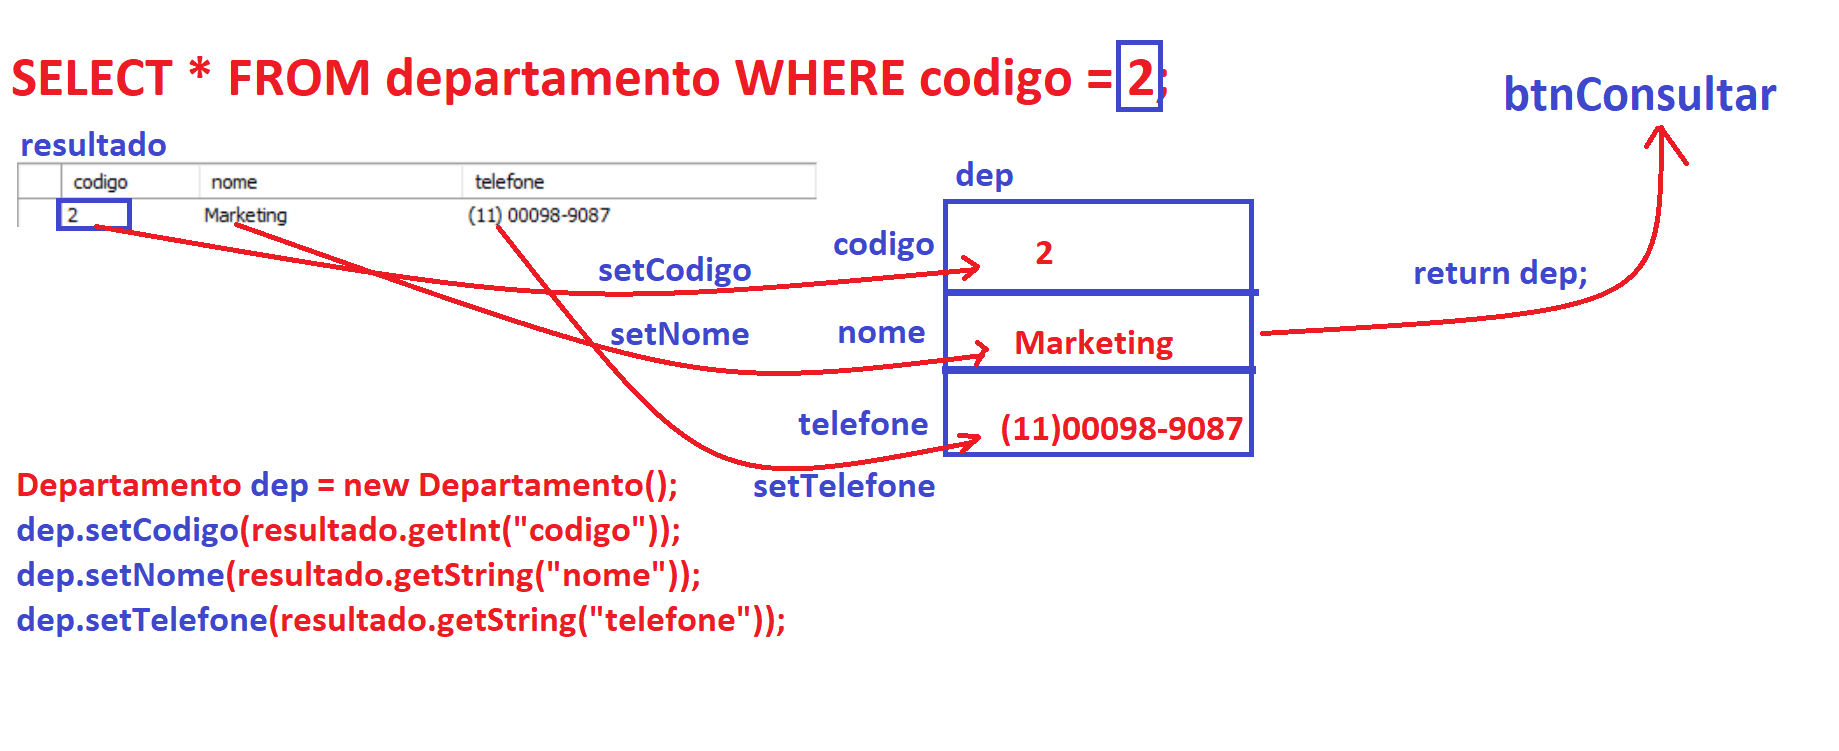 SELECT * FROM departamento WHERE codigo = 2;
btnConsultar
resultado
codigo nome telefone
2 Marketing (11) 00098-9087
dep
codigo 2
setCodigo
return dep;
setNome
nome Marketing
telefone (11)00098-9087
setTelefone
Departamento dep = new Departamento();
dep.setCodigo(resultado.getInt("codigo"));
dep.setNome(resultado.getString("nome"));
dep.setTelefone(resultado.getString("telefone"));